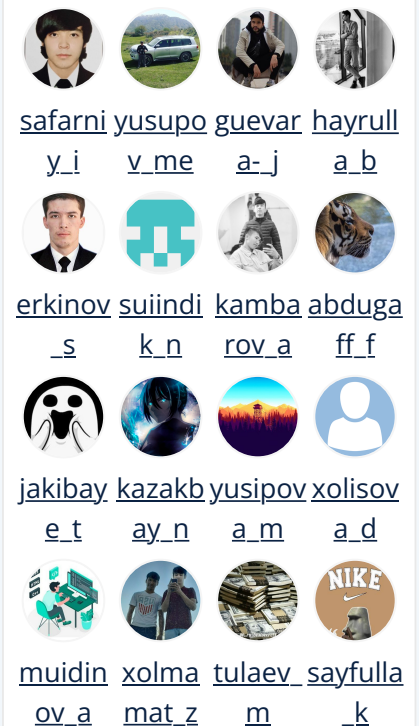 safarni yusupo guevar hayrull
y_i v_me a-_j a_b
erkinov suiindi kamba abduga
_s k_n rov_a ff_f
jakibay kazakb yusipov xolisov
e_t ay_n a_m a_d
NIKE
muidin xolma tulaev_ sayfulla
ov_a mat_z m _k